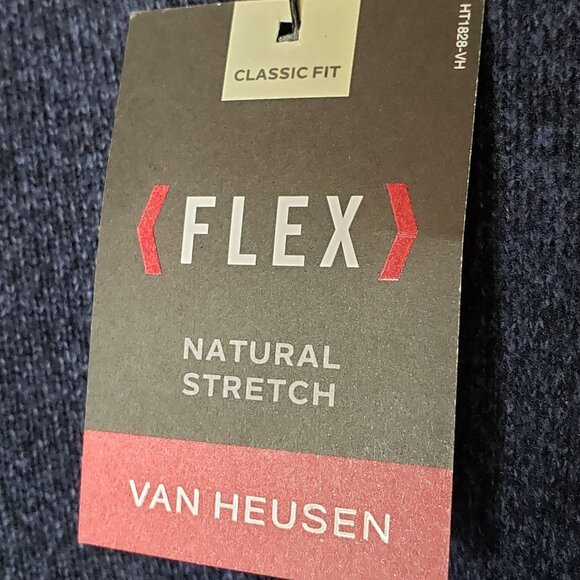 HT1828-VH
CLASSIC FIT
FLEX
NATURAL
STRETCH
VAN HEUSEN